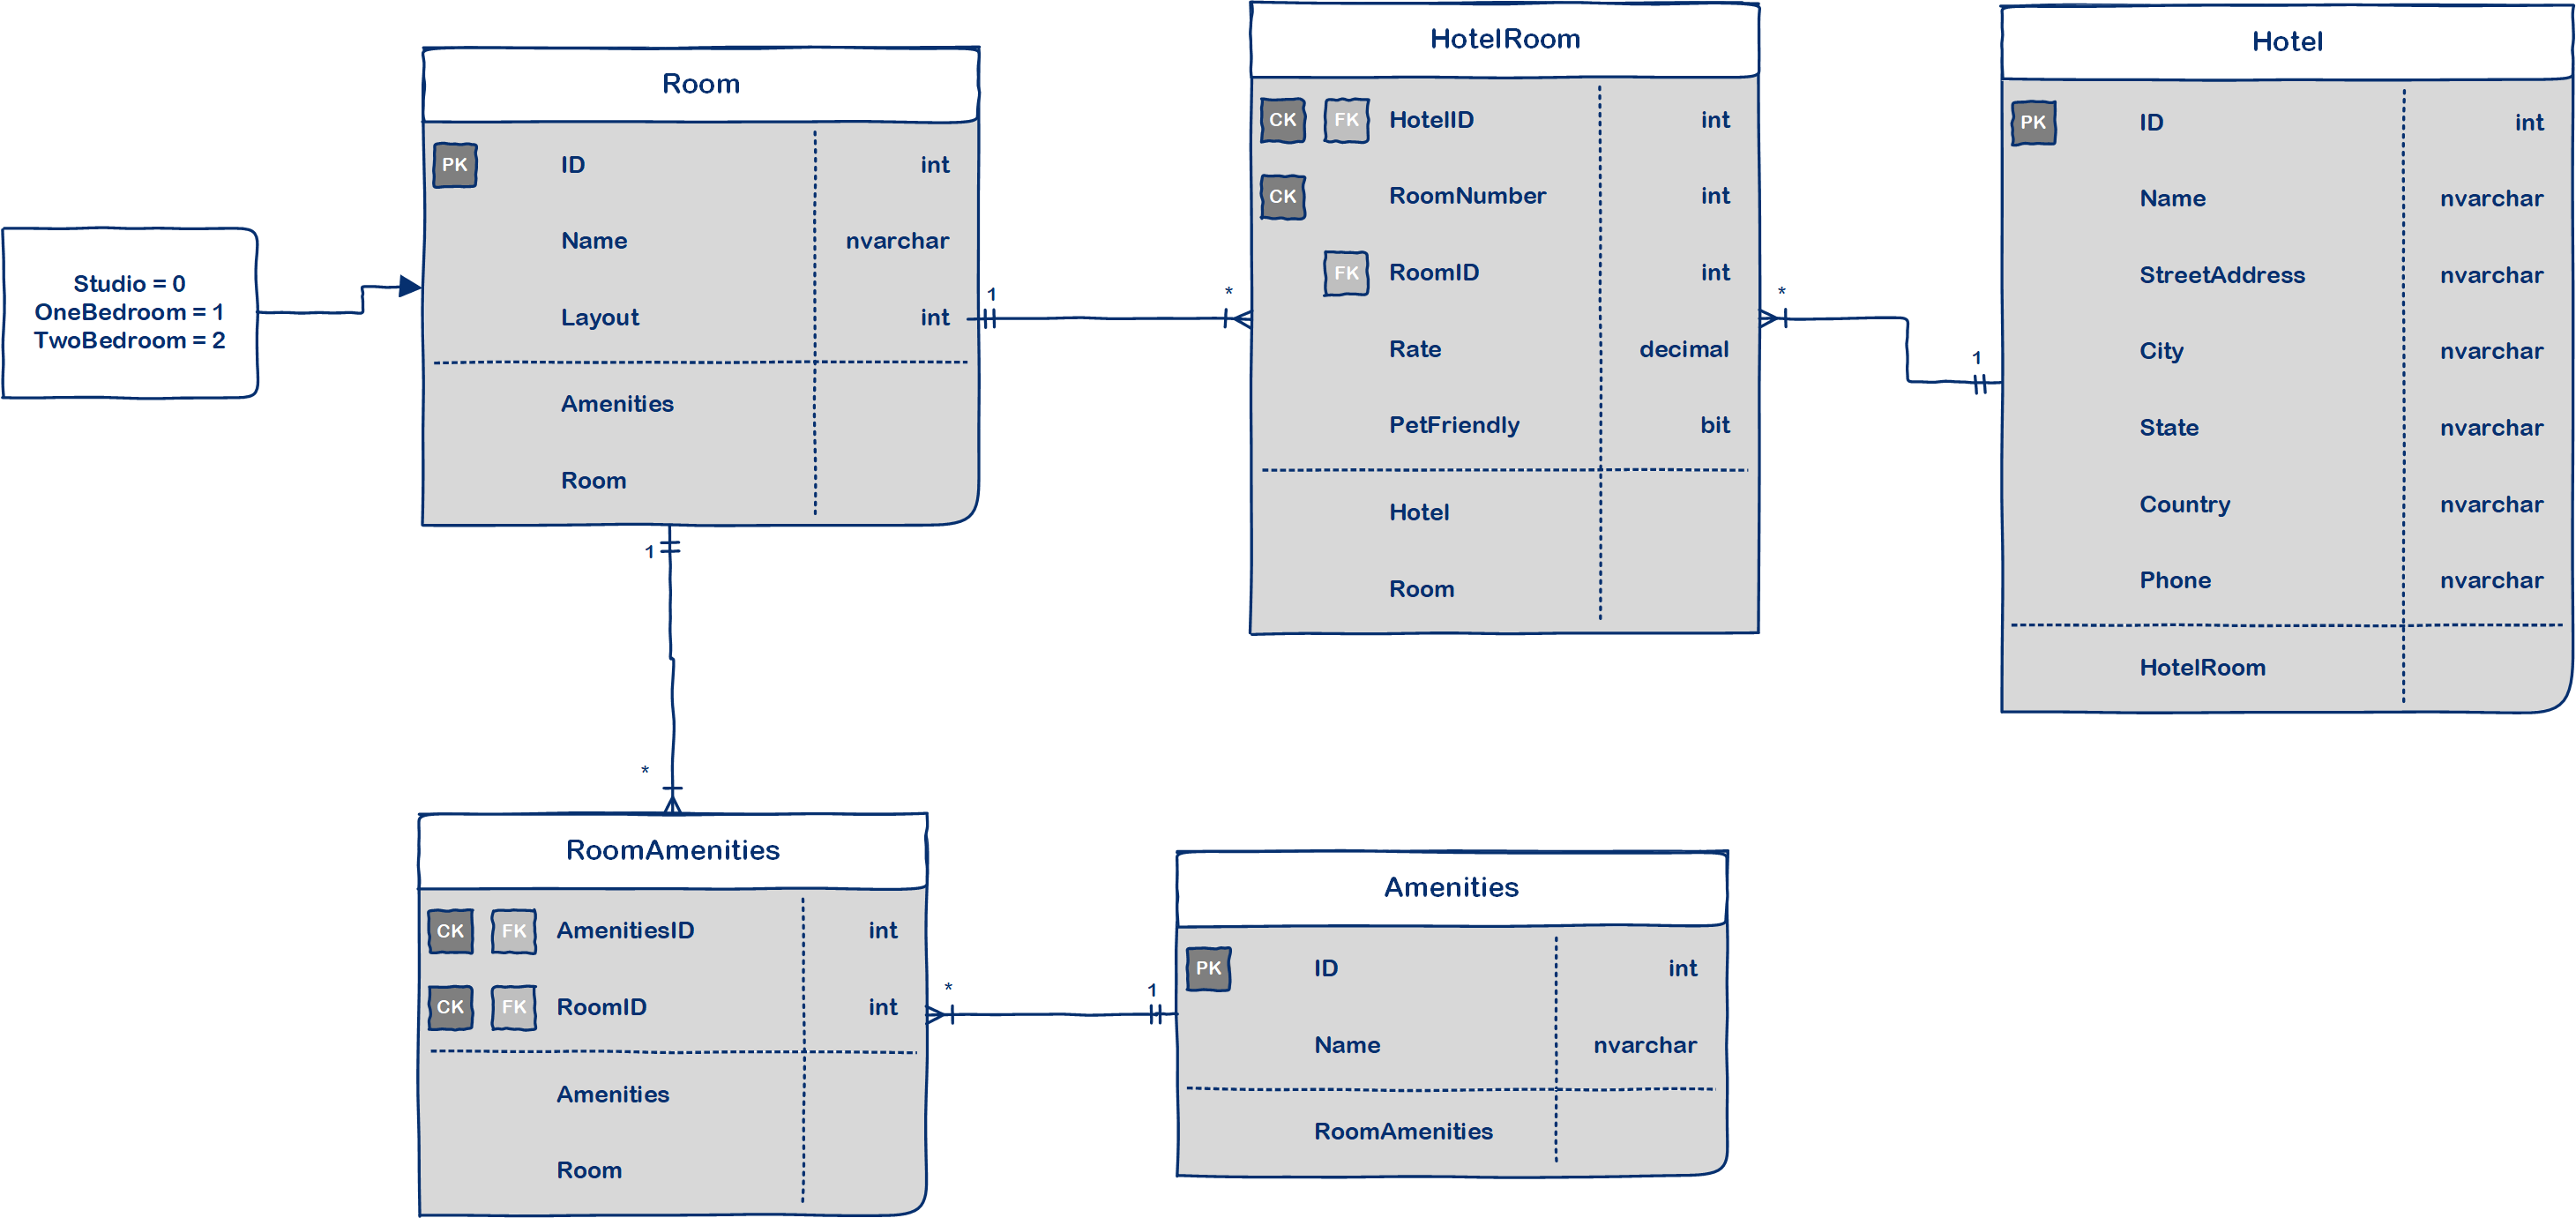 Studio = 0
OneBedroom = 1
TwoBedroom = 2
Room
PK ID int
Name nvarchar
Layout int
Amenities
Room
1
*
HotelRoom
CK FK HotelID int
CK RoomNumber int
FK RoomID int
Rate decimal
PetFriendly bit
Hotel
Room
*
1
Hotel
PK ID int
Name nvarchar
StreetAddress nvarchar
City nvarchar
State nvarchar
Country nvarchar
Phone nvarchar
HotelRoom
1
*
RoomAmenities
CK FK AmenitiesID int
CK FK RoomID int
Amenities
Room
*
1
Amenities
PK ID int
Name nvarchar
RoomAmenities